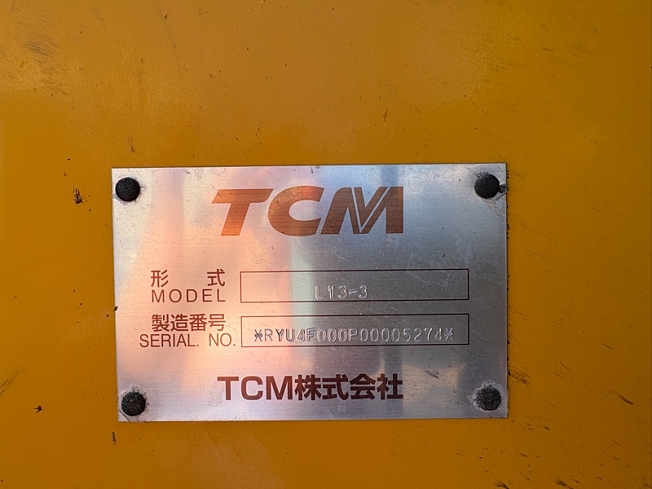 TCM
形 式
MODEL
L13-3
製造番号
SERIAL. NO.
*RYU4F000P00005274*
TCM株式会社